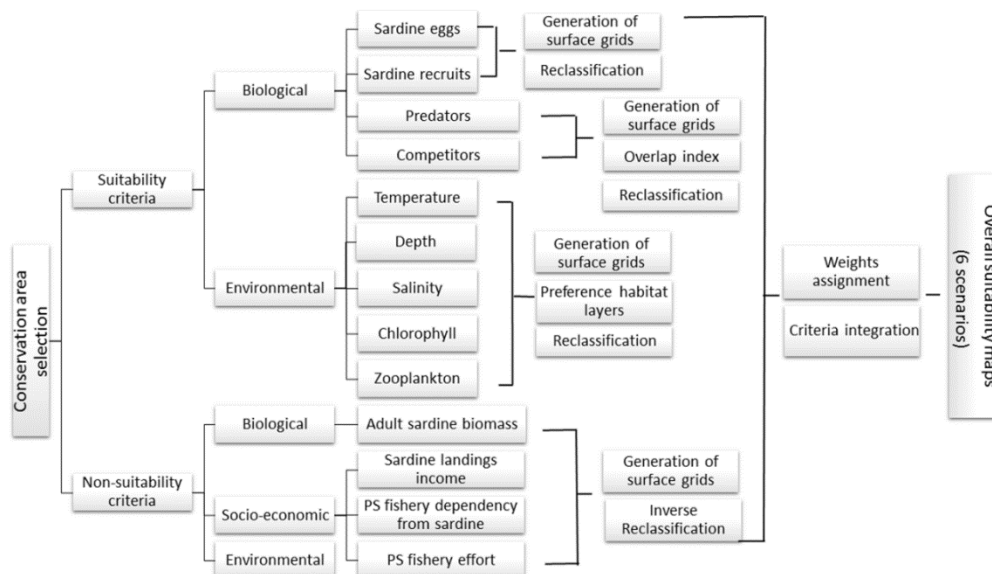 Conservation area
selection
Suitability
criteria
Non-suitability
criteria
Biological
Environmental
Biological
Socio-economic
Environmental
Sardine eggs
Sardine recruits
Predators
Competitors
Temperature
Depth
Salinity
Chlorophyll
Zooplankton
Adult sardine biomass
Sardine landings
income
PS fishery dependency
from sardine
PS fishery effort
Generation of
surface grids
Reclassification
Generation of
surface grids
Overlap index
Reclassification
Generation of
surface grids
Preference habitat
layers
Reclassification
Generation of
surface grids
Inverse
Reclassification
Weights
assignment
Criteria integration
Overall suitability maps
(6 scenarios)